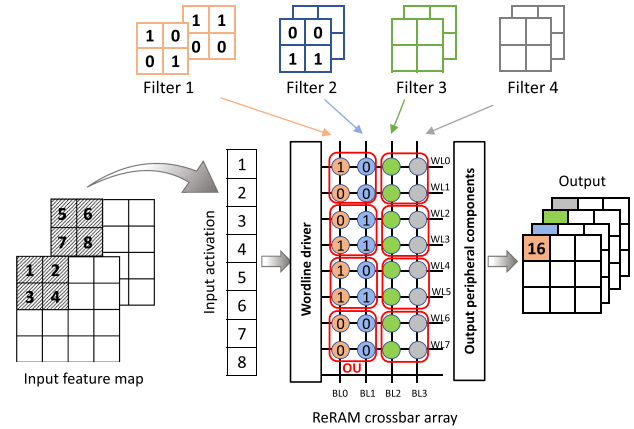 1 1
1 0
0 0
0 1
0 0
1 1
Filter 1
Filter 2
Filter 3
Filter 4
5 6
7 8
1 2
3 4
Input feature map
Input activation
1
2
3
4
5
6
7
8
Wordline driver
1 0 WL0
0 0 WL1
0 1 WL2
1 1 WL3
1 0 WL4
1 1 WL5
0 0 WL6
0 0 WL7
OU
BL0 BL1 BL2 BL3
ReRAM crossbar array
Output peripheral components
Output
16